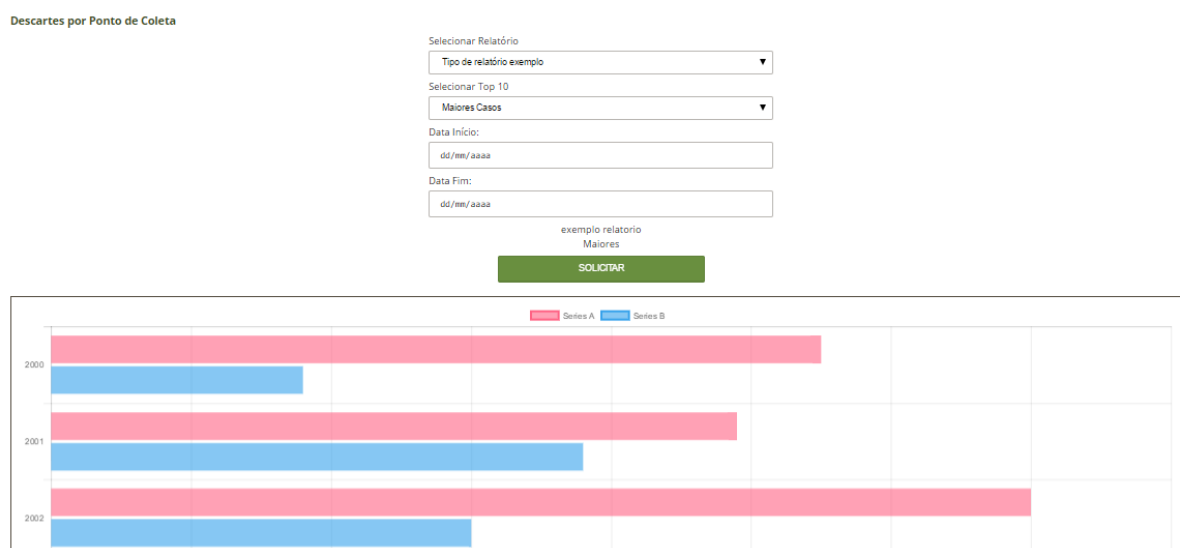 Descartes por Ponto de Coleta
Selecionar Relatório
Tipo de relatório exemplo
Selecionar Top 10
Maiores Casos
Data Início:
dd/mm/aaaa
Data Fim:
dd/mm/aaaa
exemplo relatorio
Maiores
SOLICITAR
Series A Series B
2000
2001
2002